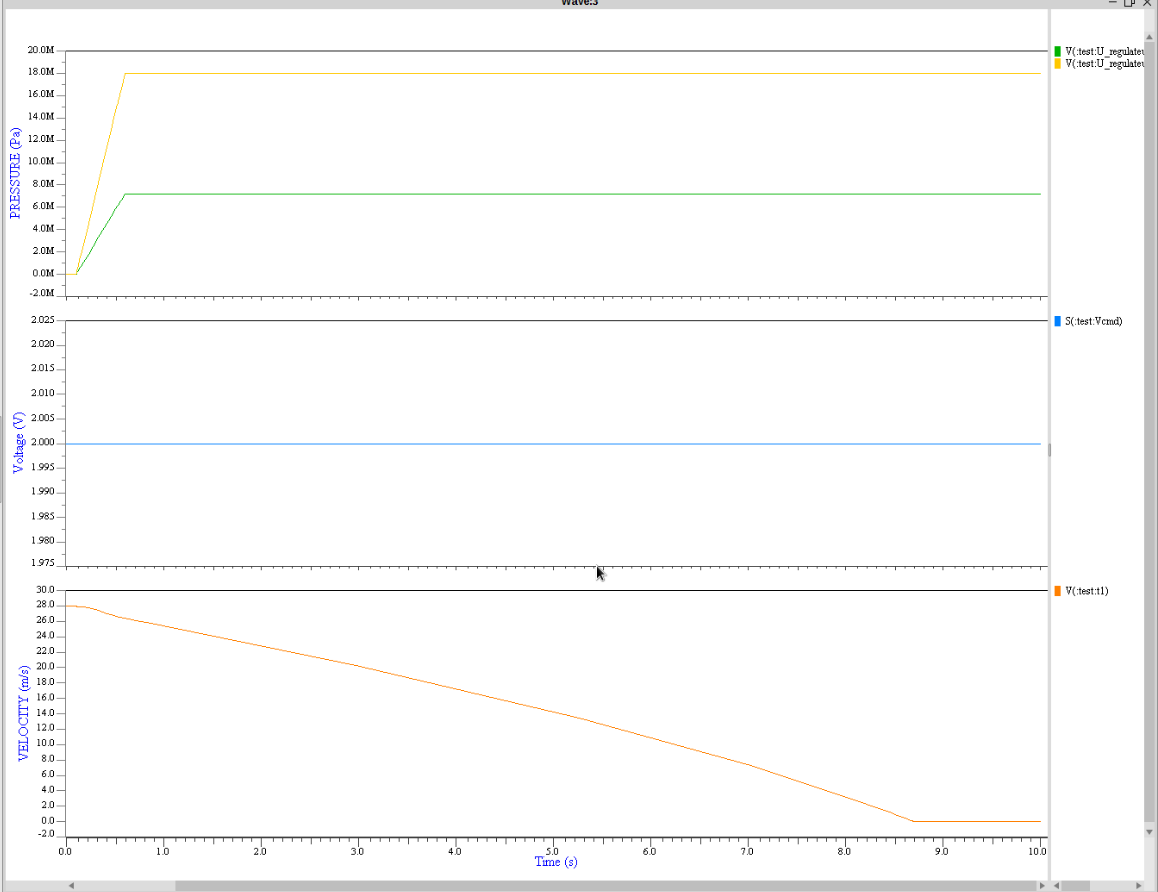 Wave:3
20.0M
18.0M
16.0M
14.0M
12.0M
10.0M
8.0M
6.0M
4.0M
2.0M
0.0M
-2.0M
PRESSURE (Pa)
V(:test:U_regulateu
V(:test:U_regulateu
2.025
2.020
2.015
2.010
2.005
2.000
1.995
1.990
1.985
1.980
1.975
Voltage (V)
S(:test:Vcmd)
30.0
28.0
26.0
24.0
22.0
20.0
18.0
16.0
14.0
12.0
10.0
8.0
6.0
4.0
2.0
0.0
-2.0
VELOCITY (m/s)
V(:test:t1)
0.0 1.0 2.0 3.0 4.0 5.0 6.0 7.0 8.0 9.0 10.0
Time (s)